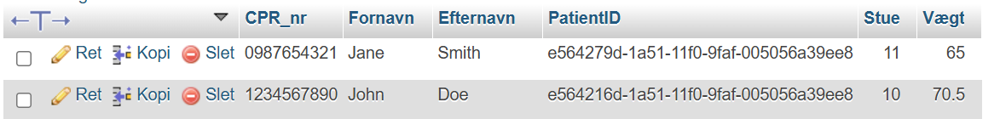 CPR_nr Fornavn Efternavn PatientID Stue Vægt
Ret Kopi Slet 0987654321 Jane Smith e564279d-1a51-11f0-9faf-005056a39ee8 11 65
Ret Kopi Slet 1234567890 John Doe e564216d-1a51-11f0-9faf-005056a39ee8 10 70.5